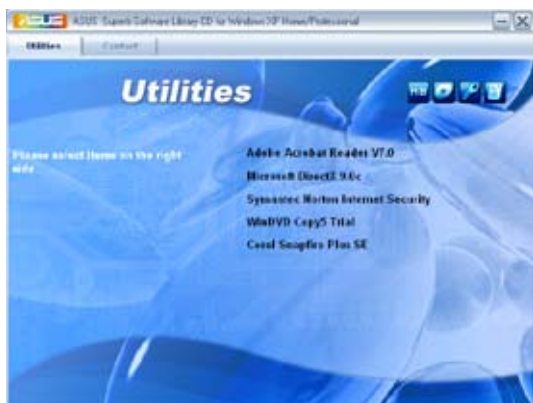 ASUS Superb Software Library CD for Windows XP Home/Professional
Utilities
Contact
Utilities
Please select items on the right
side
Adobe Acrobat Reader V7.0
Microsoft DirectX 9.0c
Symantec Norton Internet Security
WinDVD Copy5 Trial
Corel Snapfire Plus SE